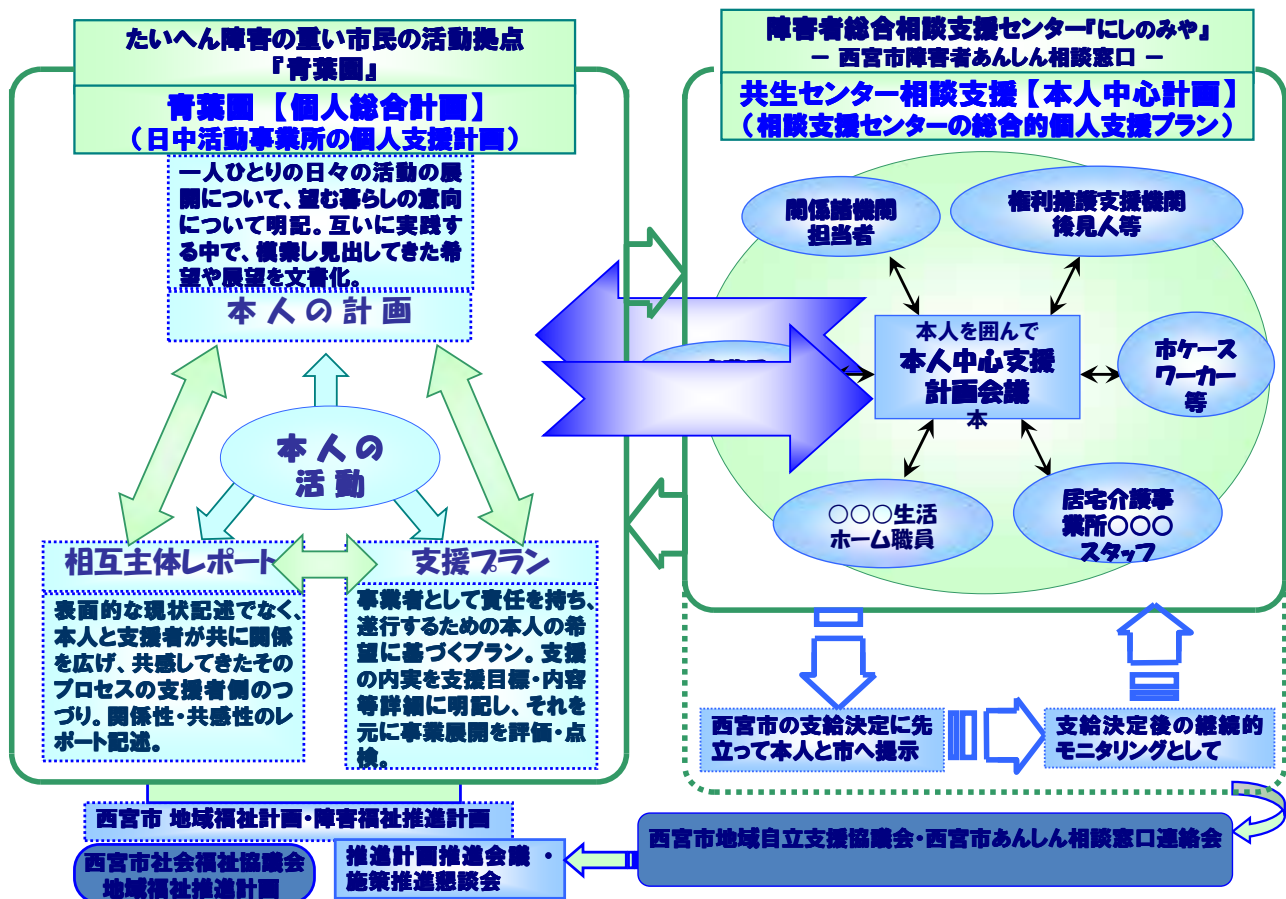 たいへん障害の重い市民の活動拠点
『青葉園』
青葉園 【個人総合計画】
（日中活動事業所の個人支援計画）
一人ひとりの日々の活動の展
開について、望む暮らしの意向
について明記。互いに実践す
る中で、模索し見出してきた希
望や展望を文書化。
本人の計画
本人の
活動
相互主体レポート
表面的な現状記述でなく、
本人と支援者が共に関係
を広げ、共感してきたその
プロセスの支援者側のつ
づり。関係性・共感性のレ
ポート記述。
支援プラン
事業者として責任を持ち、
遂行するための本人の希
望に基づくプラン。支援
の内実を支援目標・内容
等詳細に明記し、それを
元に事業展開を評価・点
検。
障害者総合相談支援センター『にしのみや』
－ 西宮市障害者あんしん相談窓口 －
共生センター相談支援【本人中心計画】
（相談支援センターの総合的個人支援プラン）
関係諸機関
担当者
権利擁護支援機関
後見人等
本人を囲んで
本人中心支援
計画会議
本
市ケース
ワーカー
等
○○○生活
ホーム職員
居宅介護事
業所○○○
スタッフ
西宮市の支給決定に先
立って本人と市へ提示
支給決定後の継続的
モニタリングとして
西宮市 地域福祉計画・障害福祉推進計画
西宮市社会福祉協議会
地域福祉推進計画
推進計画推進会議・
施策推進懇談会
西宮市地域自立支援協議会・西宮市あんしん相談窓口連絡会